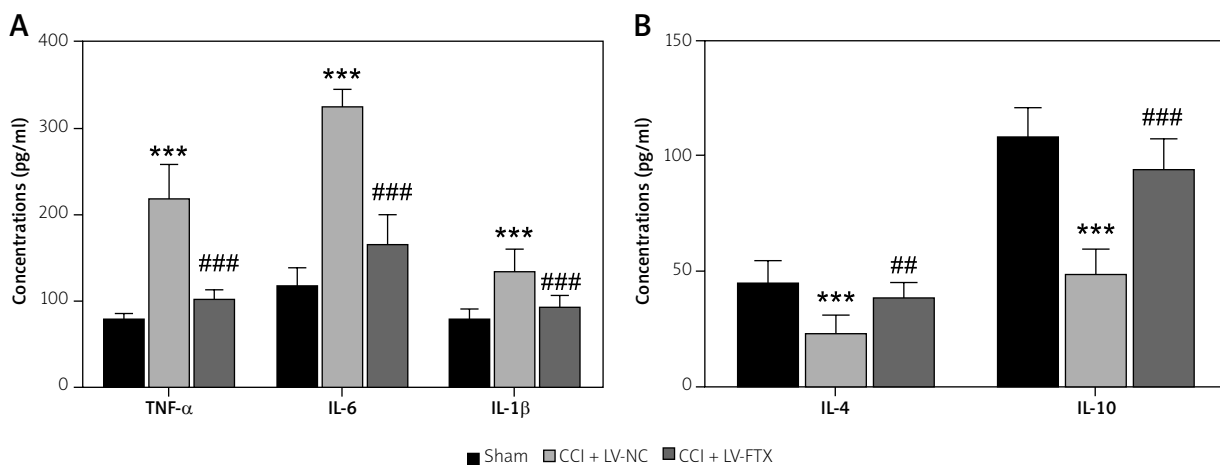 A
Concentrations (pg/ml)
400
300
200
100
0
***
###
***
###
***
###
TNF-α
IL-6
IL-1β
B
Concentrations (pg/ml)
150
100
50
0
***
##
***
###
IL-4
IL-10
Sham CCI + LV-NC CCI + LV-FTX